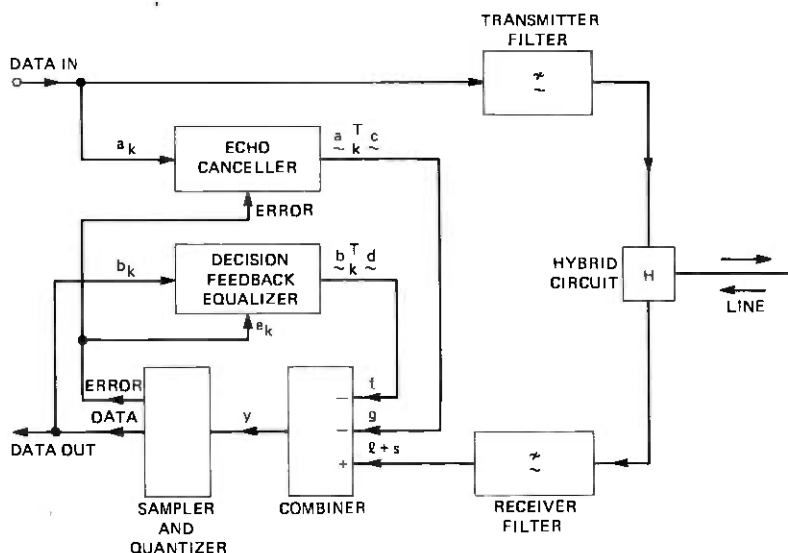 TRANSMITTER
FILTER
DATA IN
a k
ECHO
CANCELLER
a T c
~ k ~
ERROR
b k
DECISION
FEEDBACK
EQUALIZER
b T d
~ k ~
e k
HYBRID
CIRCUIT
H
LINE
ERROR
DATA
DATA OUT
y
f
−
g
−
ℓ + s
+
SAMPLER
AND
QUANTIZER
COMBINER
RECEIVER
FILTER